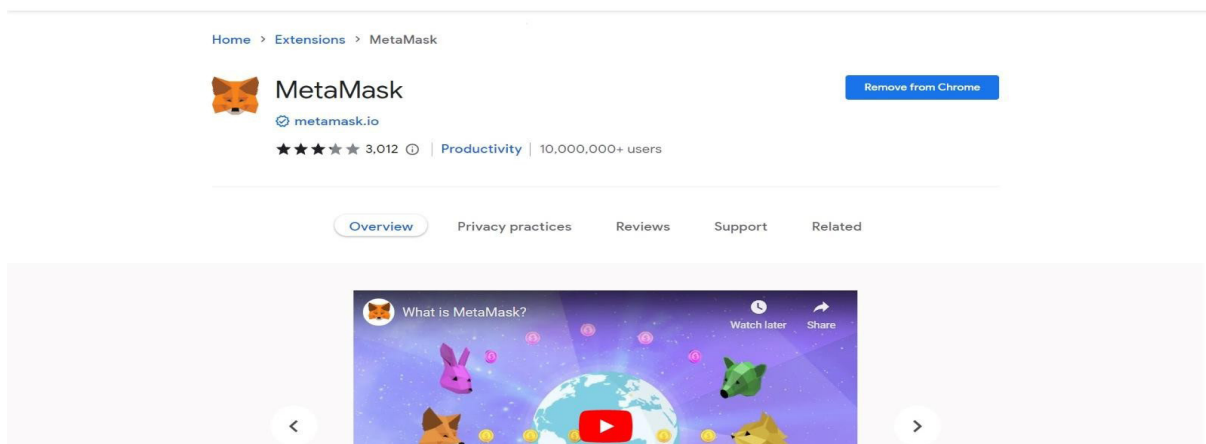 Home > Extensions > MetaMask
MetaMask
Remove from Chrome
metamask.io
3,012 | Productivity | 10,000,000+ users
Overview Privacy practices Reviews Support Related
What is MetaMask?
Watch later Share